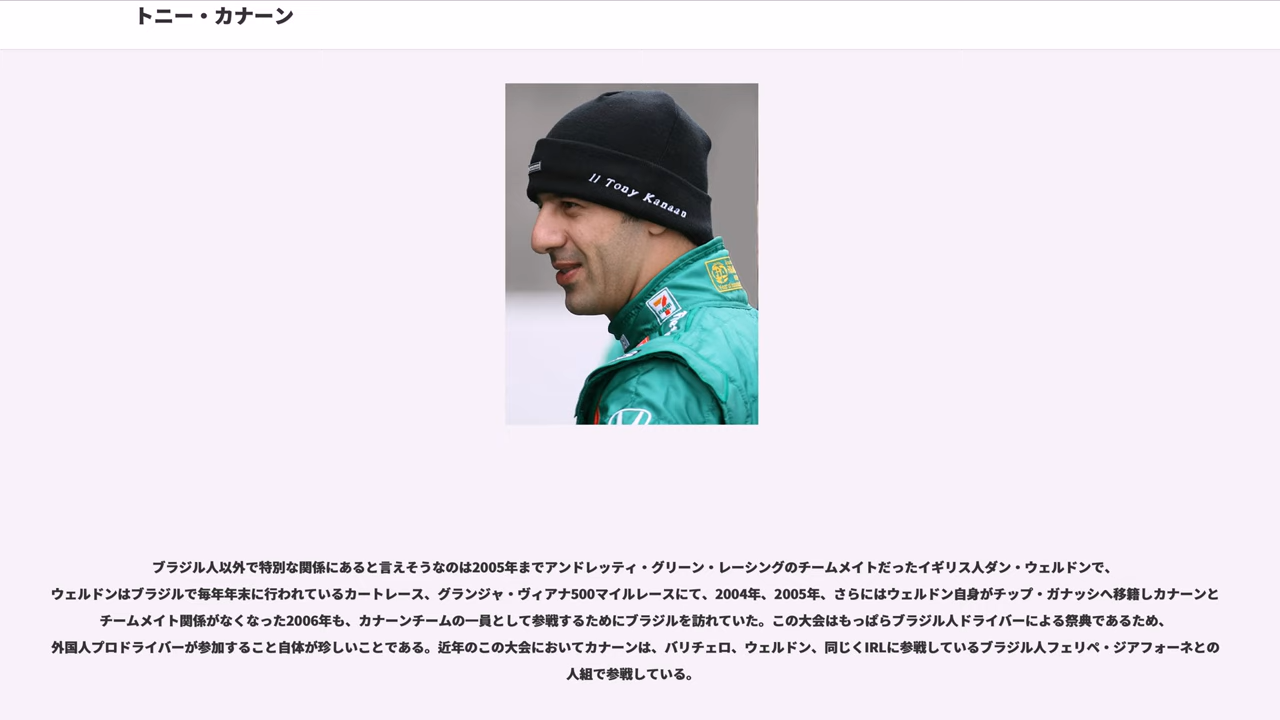 トニー・カナーン
11 Tony Kanaan
ブラジル人以外で特別な関係にあると言えそうなのは2005年までアンドレッティ・グリーン・レーシングのチームメイトだったイギリス人ダン・ウェルドンで、
ウェルドンはブラジルで毎年年末に行われているカートレース、グランジャ・ヴィアナ500マイルレースにて、2004年、2005年、さらにはウェルドン自身がチップ・ガナッシへ移籍しカナーンと
チームメイト関係がなくなった2006年も、カナーンチームの一員として参戦するためにブラジルを訪れていた。この大会はもっぱらブラジル人ドライバーによる祭典であるため、
外国人プロドライバーが参加すること自体が珍しいことである。近年のこの大会においてカナーンは、バリチェロ、ウェルドン、同じくIRLに参戦しているブラジル人フェリペ・ジアフォーネとの
人組で参戦している。